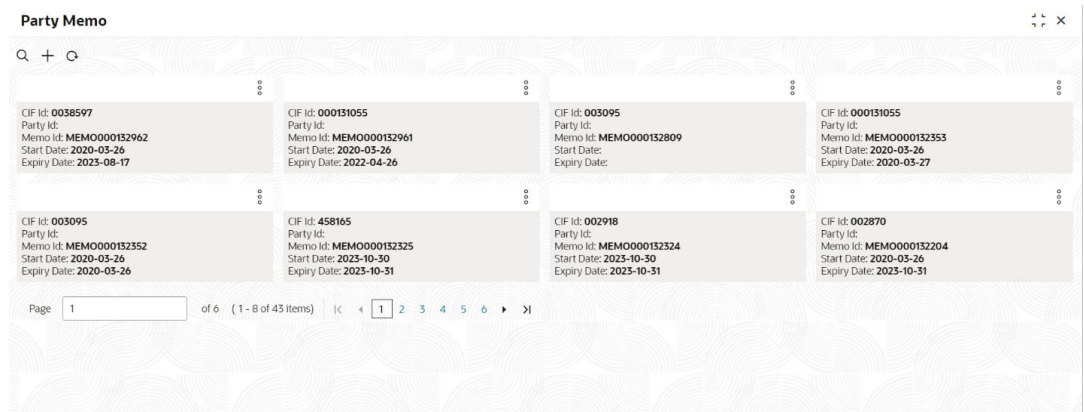 Party Memo
CIF Id: 0038597
Party Id:
Memo Id: MEMO000132962
Start Date: 2020-03-26
Expiry Date: 2023-08-17
CIF Id: 000131055
Party Id:
Memo Id: MEMO000132961
Start Date: 2020-03-26
Expiry Date: 2022-04-26
CIF Id: 003095
Party Id:
Memo Id: MEMO000132809
Start Date:
Expiry Date:
CIF Id: 000131055
Party Id:
Memo Id: MEMO000132353
Start Date: 2020-03-26
Expiry Date: 2020-03-27
CIF Id: 003095
Party Id:
Memo Id: MEMO000132352
Start Date: 2020-03-26
Expiry Date: 2020-03-26
CIF Id: 458165
Party Id:
Memo Id: MEMO000132325
Start Date: 2023-10-30
Expiry Date: 2023-10-31
CIF Id: 002918
Party Id:
Memo Id: MEMO000132324
Start Date: 2023-10-30
Expiry Date: 2023-10-31
CIF Id: 002870
Party Id:
Memo Id: MEMO000132204
Start Date: 2020-03-26
Expiry Date: 2023-10-31
Page 1 of 6 (1 - 8 of 43 items) 1 2 3 4 5 6